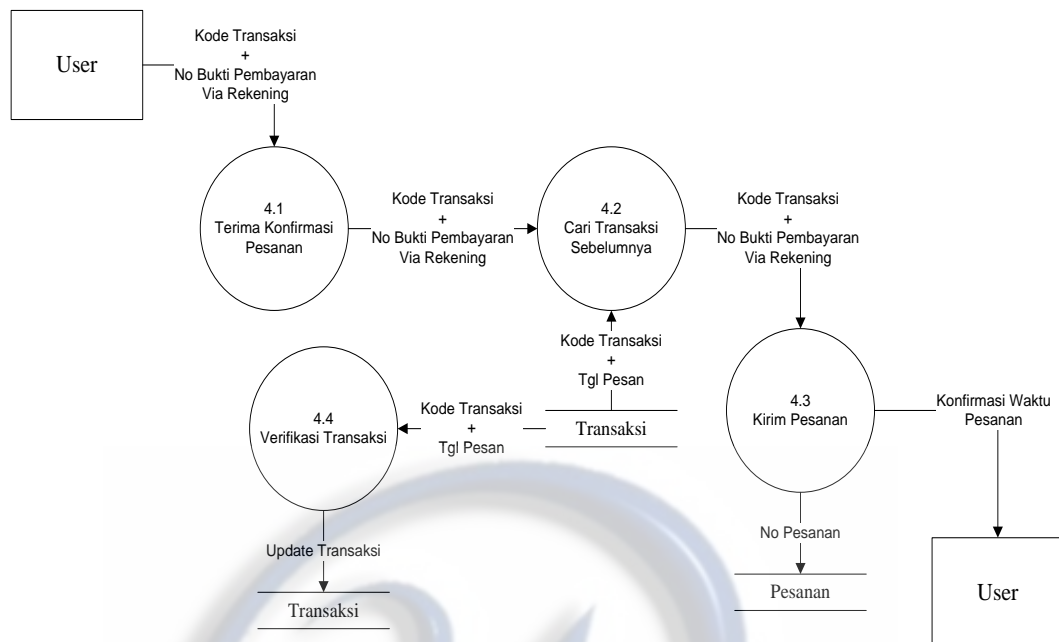 User
Kode Transaksi
+
No Bukti Pembayaran
Via Rekening
4.1
Terima Konfirmasi
Pesanan
Kode Transaksi
+
No Bukti Pembayaran
Via Rekening
4.2
Cari Transaksi
Sebelumnya
Kode Transaksi
+
No Bukti Pembayaran
Via Rekening
Kode Transaksi
+
Tgl Pesan
4.4
Verifikasi Transaksi
Kode Transaksi
+
Tgl Pesan
Transaksi
4.3
Kirim Pesanan
Konfirmasi Waktu
Pesanan
Update Transaksi
Transaksi
No Pesanan
Pesanan
User